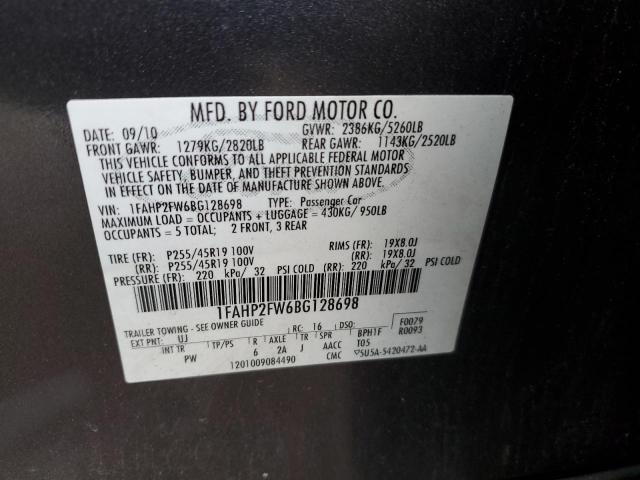 MFD. BY FORD MOTOR CO.
DATE: 09/10 GVWR: 2386KG/5260LB
FRONT GAWR: 1279KG/2820LB REAR GAWR: 1143KG/2520LB
THIS VEHICLE CONFORMS TO ALL APPLICABLE FEDERAL MOTOR
VEHICLE SAFETY, BUMPER, AND THEFT PREVENTION STANDARDS
IN EFFECT ON THE DATE OF MANUFACTURE SHOWN ABOVE.
VIN: 1FAHP2FW6BG128698 TYPE: Passenger Car
MAXIMUM LOAD = OCCUPANTS + LUGGAGE = 430KG/ 950LB
OCCUPANTS = 5 TOTAL; 2 FRONT, 3 REAR
TIRE (FR): P255/45R19 100V RIMS (FR): 19X8.0J
(RR): P255/45R19 100V (RR): 19X8.0J
PRESSURE (FR): 220 kPa/ 32 PSI COLD (RR): 220 kPa/ 32 PSI COLD
1FAHP2FW6BG128698
TRAILER TOWING - SEE OWNER GUIDE RC: 16 DSO: F0079
EXT PNT: UJ R0093
INT TR TP/PS R AXLE TR SPR BPH1F
PW 6 2A J AACC T05
1201009084490 CMC 5U5A-5420472-AA